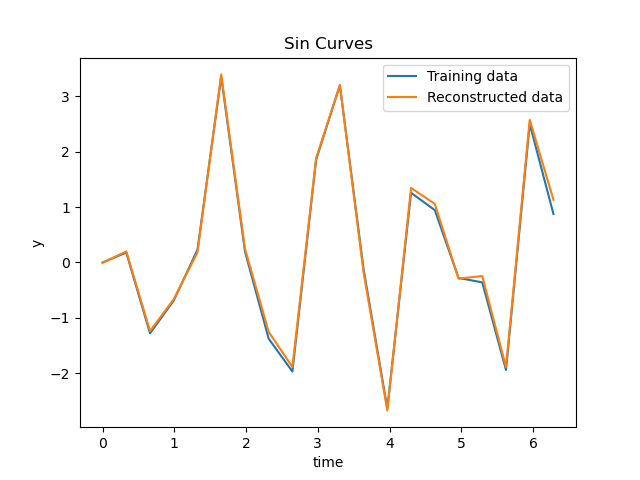 Sin Curves
Training data
Reconstructed data
3
2
1
0
−1
−2
y
0 1 2 3 4 5 6
time